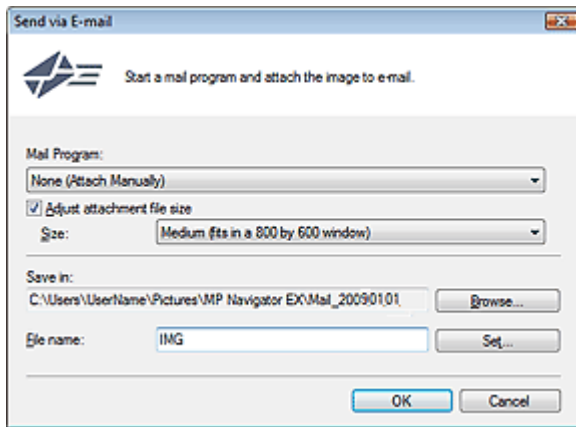 Send via E-mail
Start a mail program and attach the image to e-mail.
Mail Program:
None (Attach Manually)
Adjust attachment file size
Size: Medium (fits in a 800 by 600 window)
Save in:
C:\Users\UserName\Pictures\MP Navigator EX\Mail_20090101 Browse...
File name: IMG Set...
OK Cancel